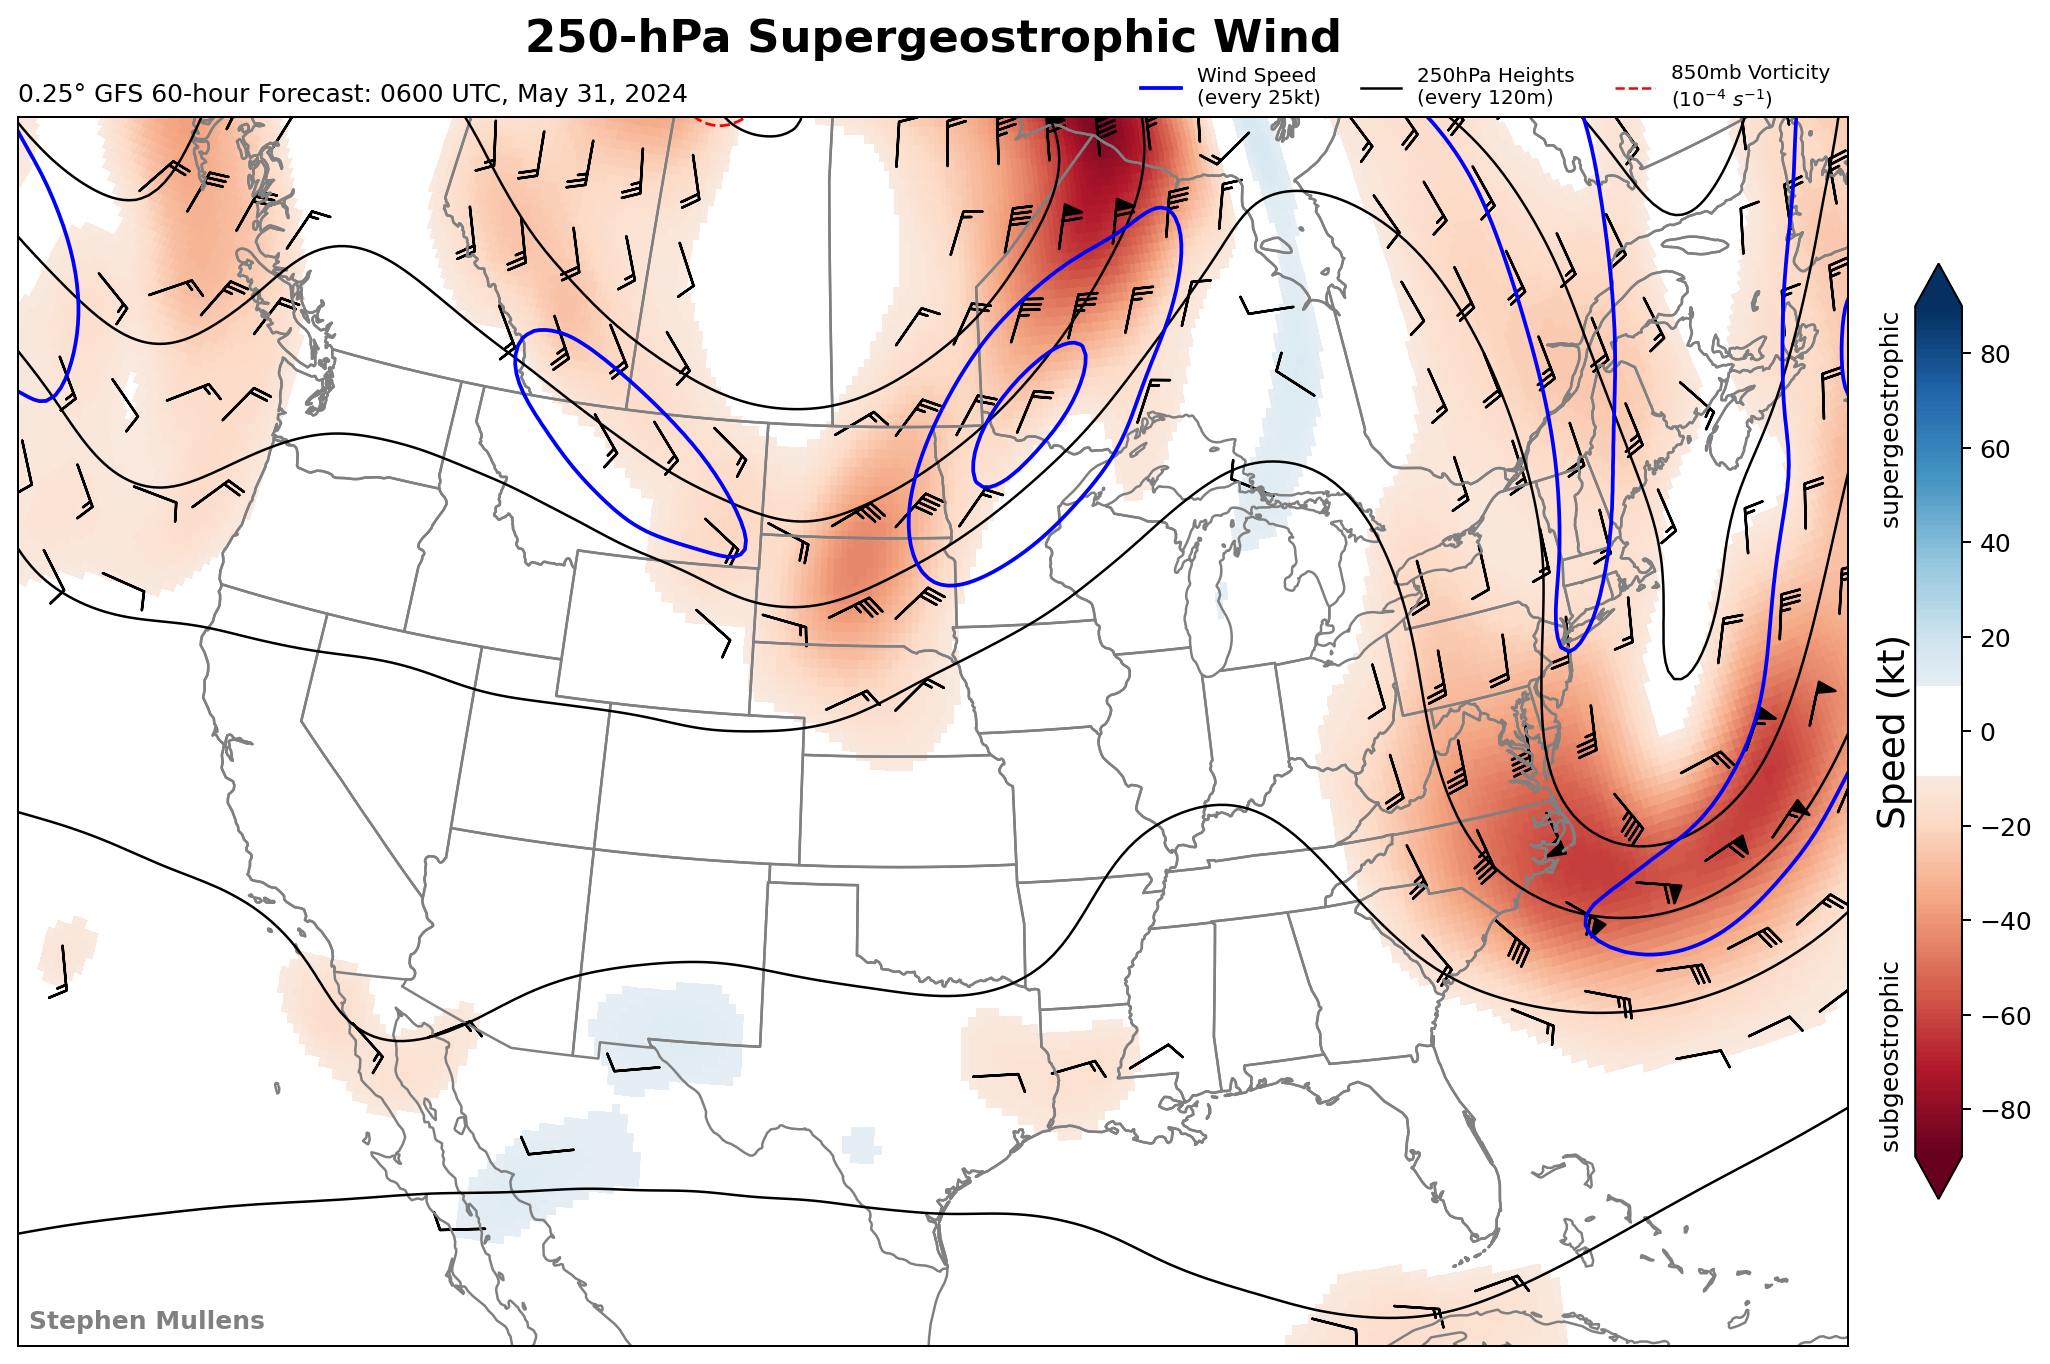 250-hPa Supergeostrophic Wind
0.25° GFS 60-hour Forecast: 0600 UTC, May 31, 2024
Wind Speed
(every 25kt)
250hPa Heights
(every 120m)
850mb Vorticity
(10⁻⁴ s⁻¹)
supergeostrophic
Speed (kt)
subgeostrophic
80
60
40
20
0
−20
−40
−60
−80
Stephen Mullens